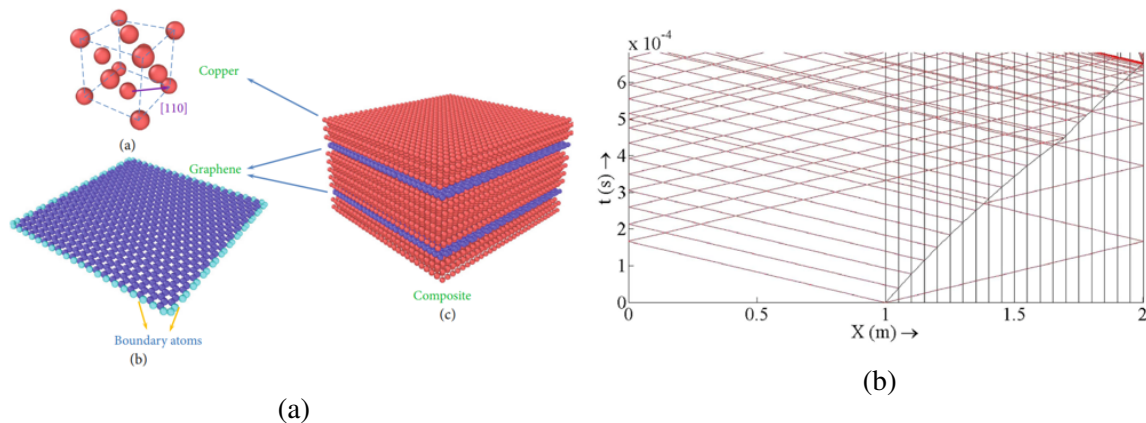 Copper
[110]
(a)
Graphene
Boundary atoms
(b)
Composite
(c)
(a)
x 10⁻⁴
6
5
4
3
2
1
0
t (s) →
0
0.5
1
1.5
2
X (m) →
(b)